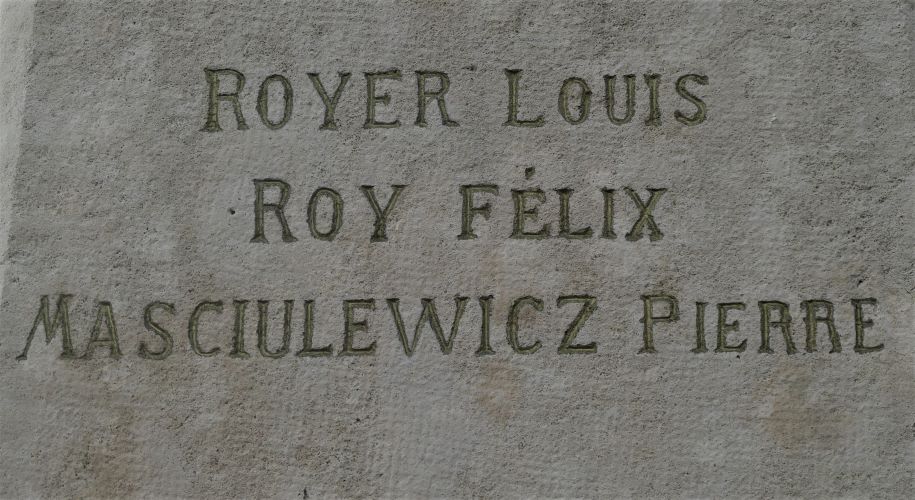 ROYER LOUIS
ROY FÉLIX
MASCIULEWICZ PIERRE